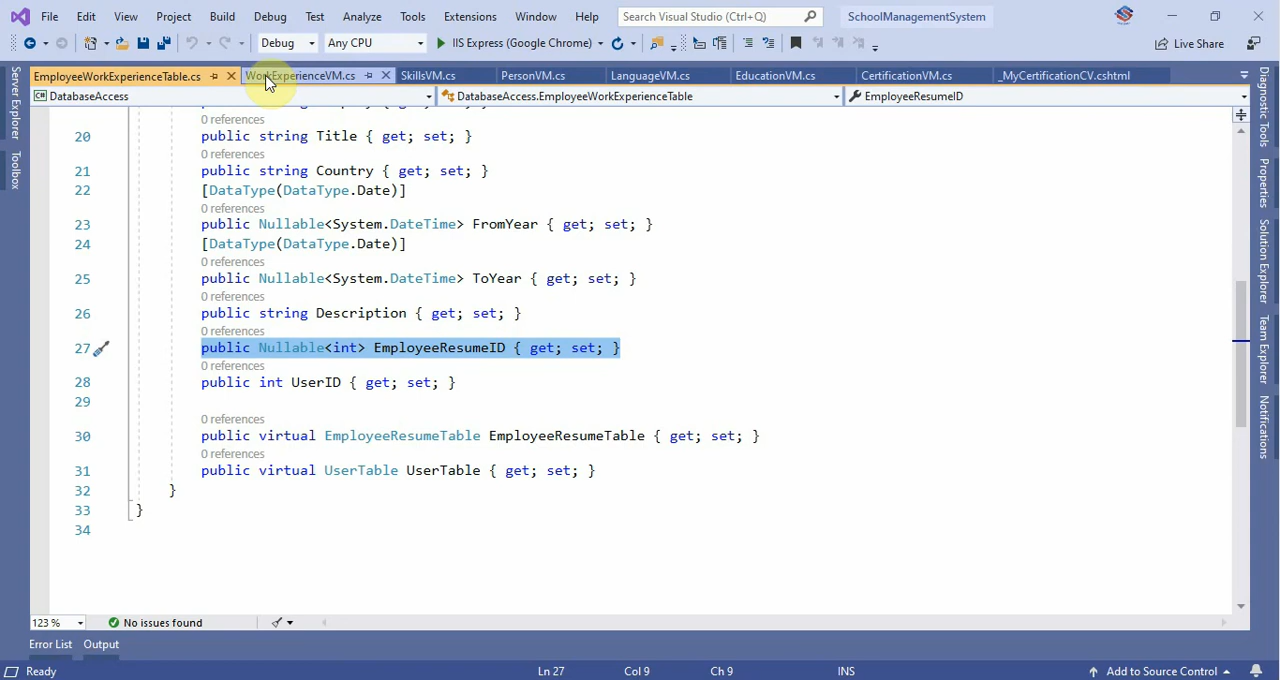 File Edit View Project Build Debug Test Analyze Tools Extensions Window Help Search Visual Studio (Ctrl+Q) SchoolManagementSystem
Debug Any CPU IIS Express (Google Chrome) Live Share
EmployeeWorkExperienceTable.cs WorkExperienceVM.cs SkillsVM.cs PersonVM.cs LanguageVM.cs EducationVM.cs CertificationVM.cs _MyCertificationCV.cshtml
DatabaseAccess DatabaseAccess.EmployeeWorkExperienceTable EmployeeResumeID
Server Explorer
Toolbox
0 references
20 public string Title { get; set; }
0 references
21 public string Country { get; set; }
22 [DataType(DataType.Date)]
0 references
23 public Nullable<System.DateTime> FromYear { get; set; }
24 [DataType(DataType.Date)]
0 references
25 public Nullable<System.DateTime> ToYear { get; set; }
0 references
26 public string Description { get; set; }
0 references
27 public Nullable<int> EmployeeResumeID { get; set; }
0 references
28 public int UserID { get; set; }
29
0 references
30 public virtual EmployeeResumeTable EmployeeResumeTable { get; set; }
0 references
31 public virtual UserTable UserTable { get; set; }
32 }
33 }
34
Diagnostic Tools
Properties
Solution Explorer
Team Explorer
Notifications
123 % No issues found
Error List Output
Ready Ln 27 Col 9 Ch 9 INS Add to Source Control